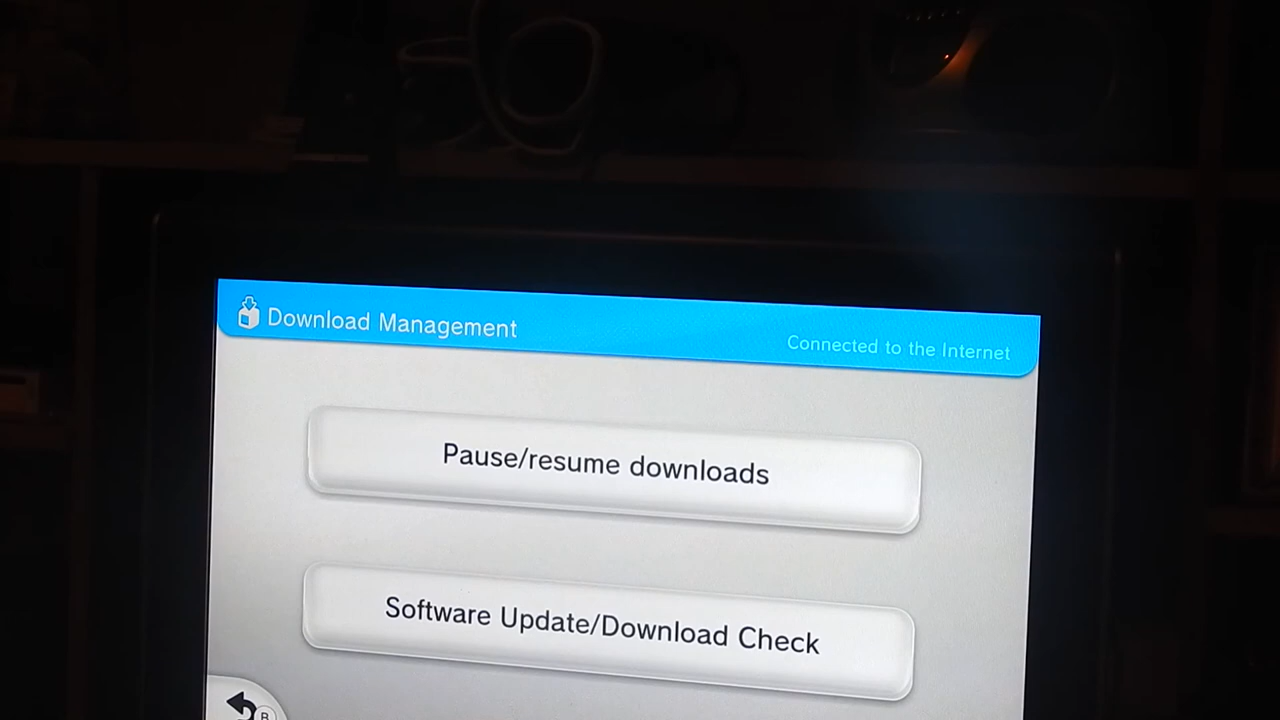 Download Management
Connected to the Internet
Pause/resume downloads
Software Update/Download Check
B